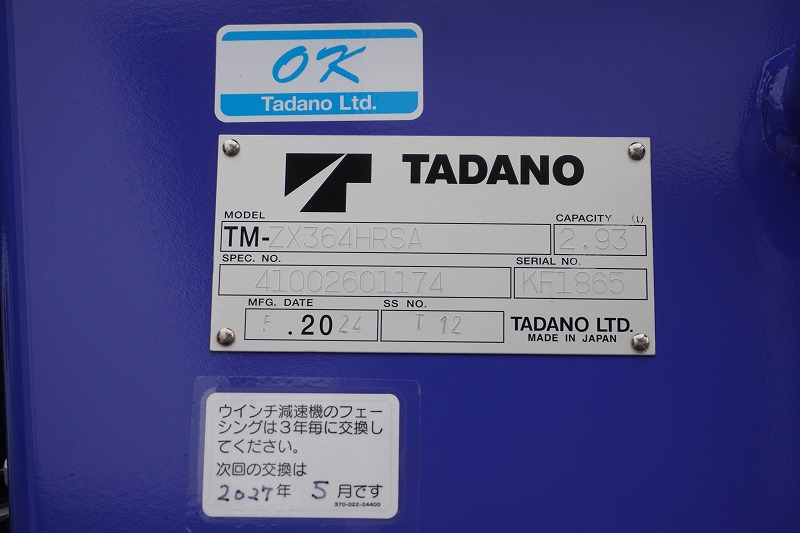 OK
Tadano Ltd.
TADANO
MODEL
TM-ZX364HRSA
CAPACITY (t)
2.93
SPEC. NO.
41002601174
SERIAL NO.
KF1865
MFG. DATE
5.2024
SS NO.
T 12
TADANO LTD.
MADE IN JAPAN
ウインチ減速機のフェー
シングは3年毎に交換し
てください。
次回の交換は
2027年 5月です
370-022-24400